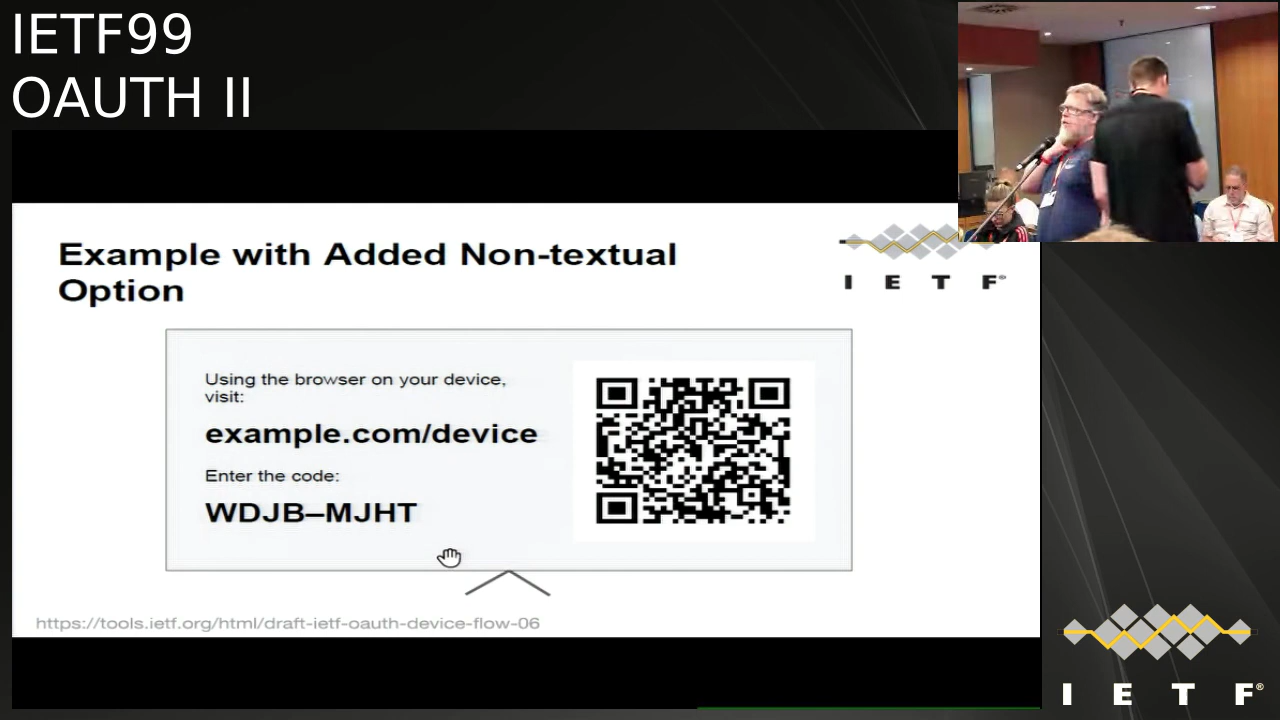 IETF99
OAUTH II
Example with Added Non-textual
Option
I E T F®
Using the browser on your device,
visit:
example.com/device
Enter the code:
WDJB–MJHT
https://tools.ietf.org/html/draft-ietf-oauth-device-flow-06
I E T F®